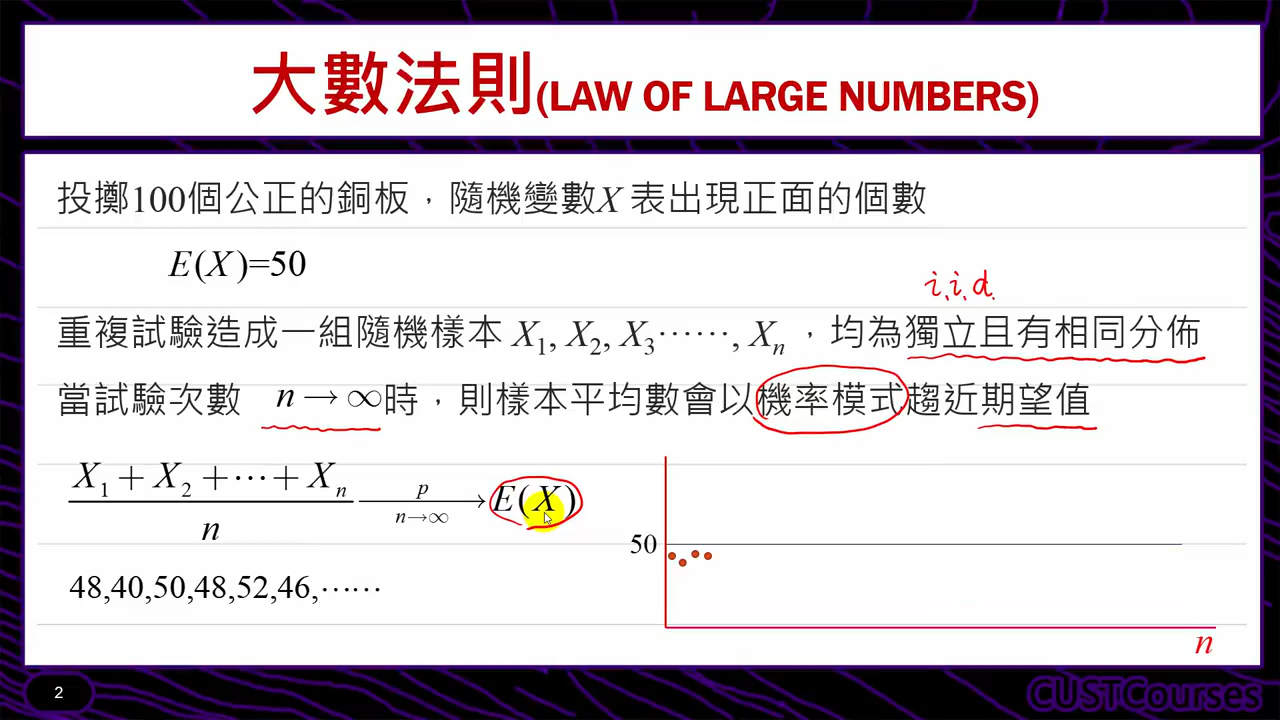 大數法則(LAW OF LARGE NUMBERS)
投擲100個公正的銅板，隨機變數X 表出現正面的個數
E(X)=50
i.i.d.
重複試驗造成一組隨機樣本 X₁, X₂, X₃⋯⋯, Xₙ ，均為獨立且有相同分佈
當試驗次數 n→∞時，則樣本平均數會以機率模式趨近期望值
X₁ + X₂ + ⋯ + Xₙ
n
p
n→∞
E(X)
50
48,40,50,48,52,46,⋯⋯
n
2
CUSTCourses